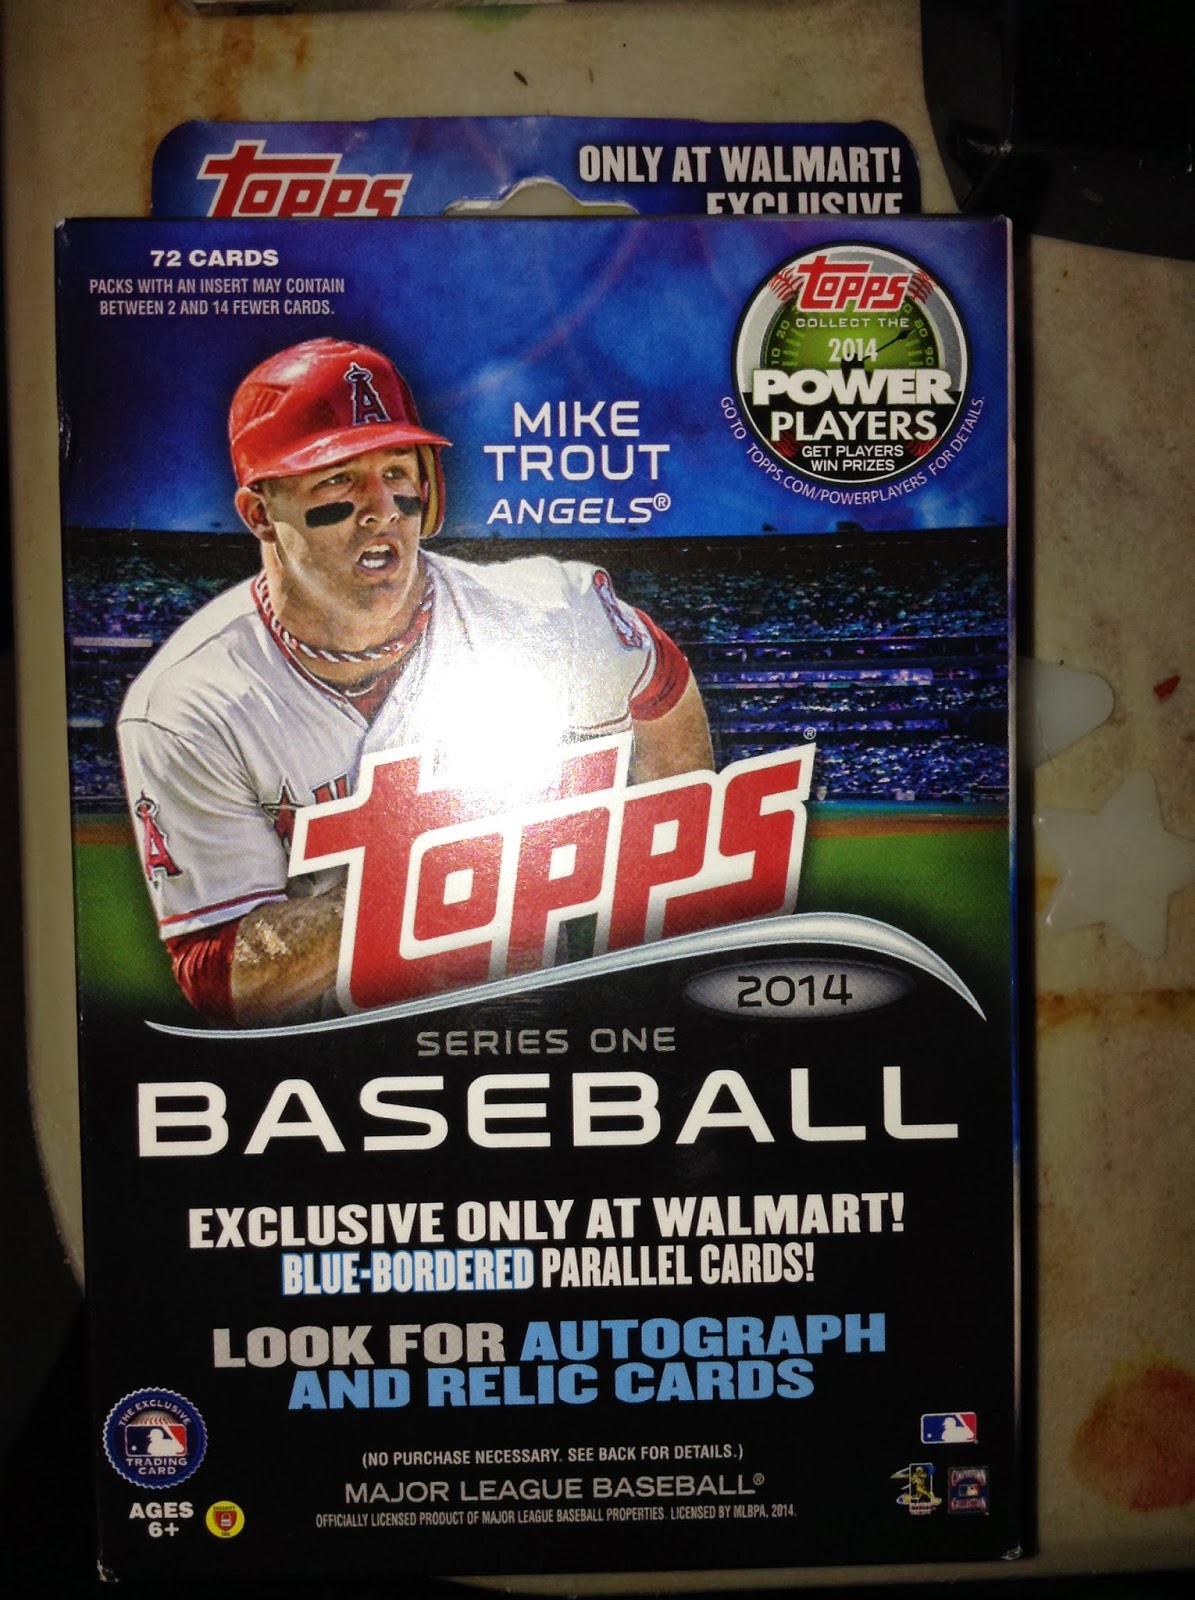 Topps
ONLY AT WALMART!
EXCLUSIVE
72 CARDS
PACKS WITH AN INSERT MAY CONTAIN
BETWEEN 2 AND 14 FEWER CARDS.
Topps
COLLECT THE
2014
POWER
PLAYERS
GET PLAYERS
WIN PRIZES
GO TO TOPPS.COM/POWERPLAYERS FOR DETAILS.
MIKE
TROUT
ANGELS®
A
A
Topps®
2014
SERIES ONE
BASEBALL
EXCLUSIVE ONLY AT WALMART!
BLUE-BORDERED PARALLEL CARDS!
LOOK FOR AUTOGRAPH
AND RELIC CARDS
THE EXCLUSIVE
TRADING
CARD
(NO PURCHASE NECESSARY. SEE BACK FOR DETAILS.)
MAJOR LEAGUE BASEBALL®
AGES
6+
OFFICIALLY LICENSED PRODUCT OF MAJOR LEAGUE BASEBALL PROPERTIES. LICENSED BY MLBPA, 2014.